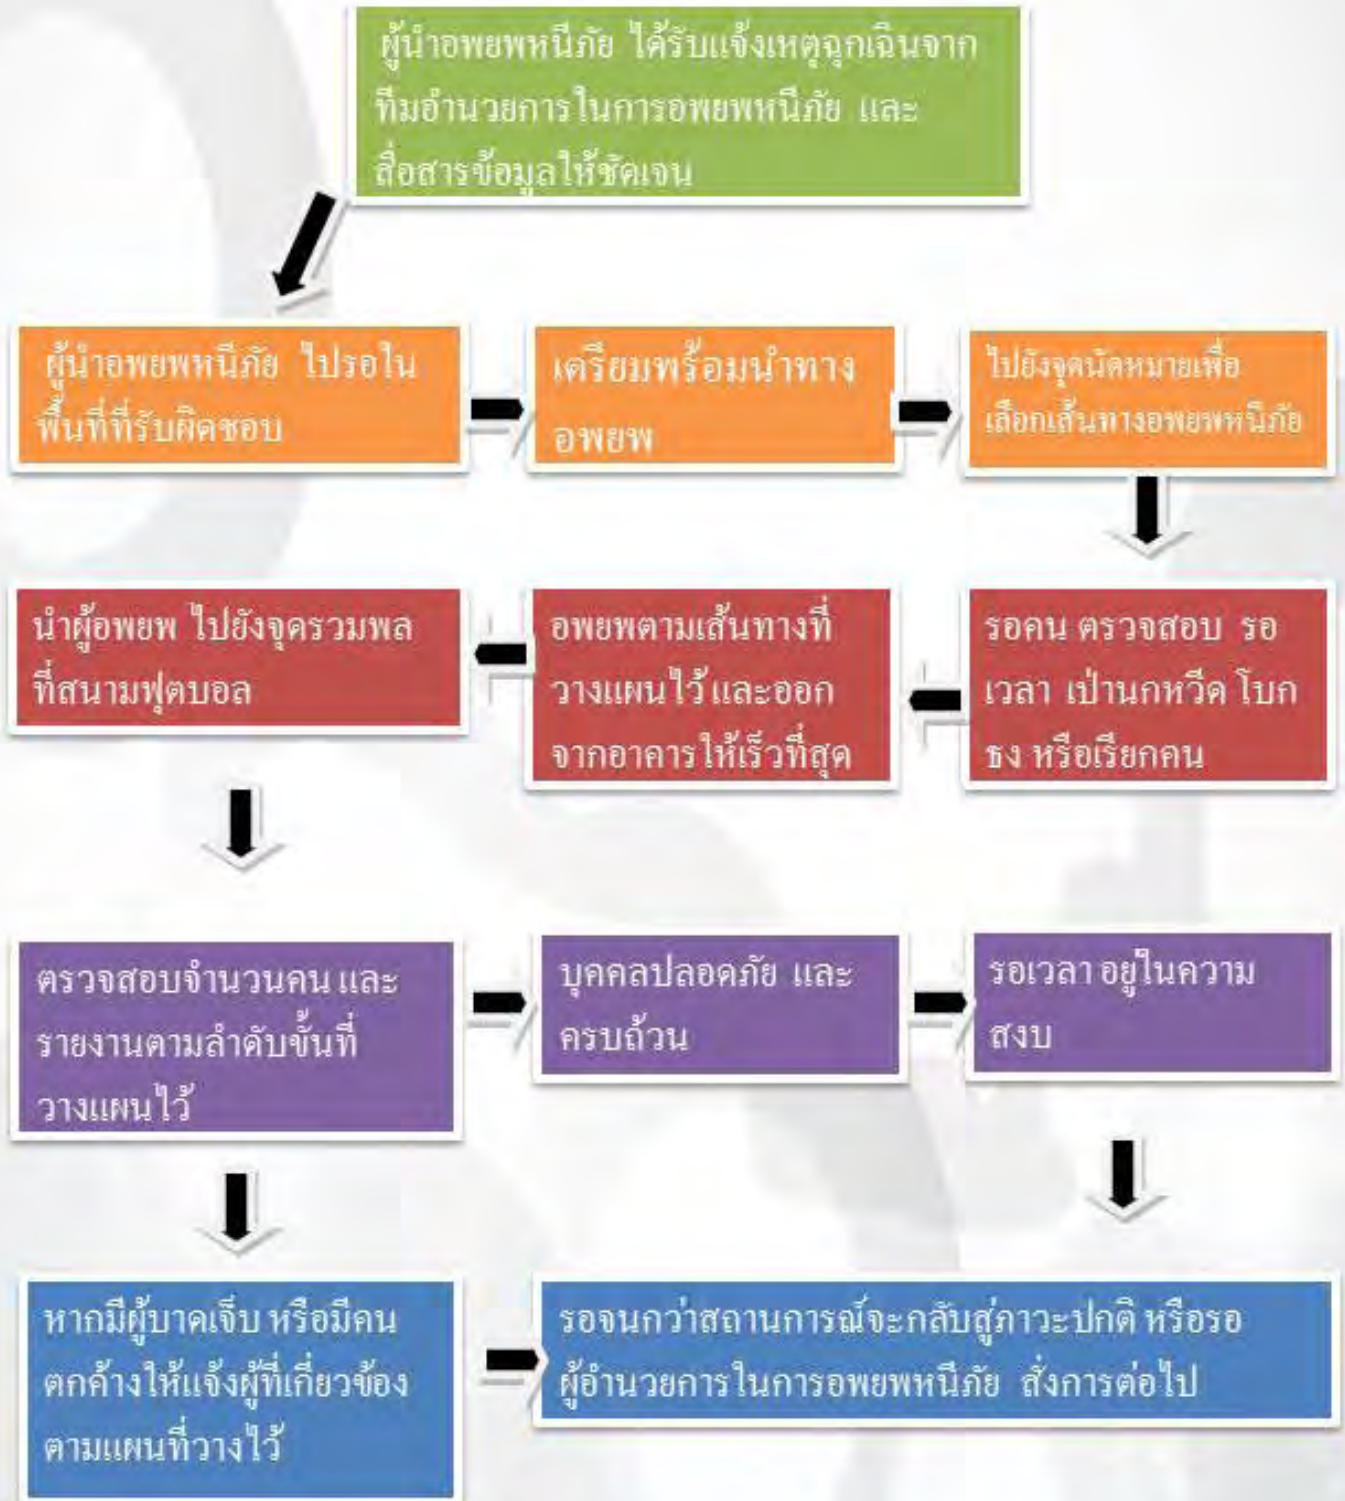 ผู้นำอพยพหนีภัย ได้รับแจ้งเหตุฉุกเฉินจาก
ทีมอำนวยการในการอพยพหนีภัย และ
สื่อสารข้อมูลให้ชัดเจน
ผู้นำอพยพหนีภัย ไปรอใน
พื้นที่ที่รับผิดชอบ
เตรียมพร้อมนำทาง
อพยพ
ไปยังจุดนัดหมายเพื่อ
เลือกเส้นทางอพยพหนีภัย
รอคน ตรวจสอบ รอ
เวลา เป่านกหวีด โบก
ธง หรือเรียกคน
อพยพตามเส้นทางที่
วางแผนไว้ และออก
จากอาคารให้เร็วที่สุด
นำผู้อพยพ ไปยังจุดรวมพล
ที่สนามฟุตบอล
ตรวจสอบจำนวนคน และ
รายงานตามลำดับขั้นที่
วางแผนไว้
บุคคลปลอดภัย และ
ครบถ้วน
รอเวลา อยู่ในความ
สงบ
หากมีผู้บาดเจ็บ หรือมีคน
ตกค้างให้แจ้งผู้ที่เกี่ยวข้อง
ตามแผนที่วางไว้
รอจนกว่าสถานการณ์จะกลับสู่ภาวะปกติ หรือรอ
ผู้อำนวยการในการอพยพหนีภัย สั่งการต่อไป